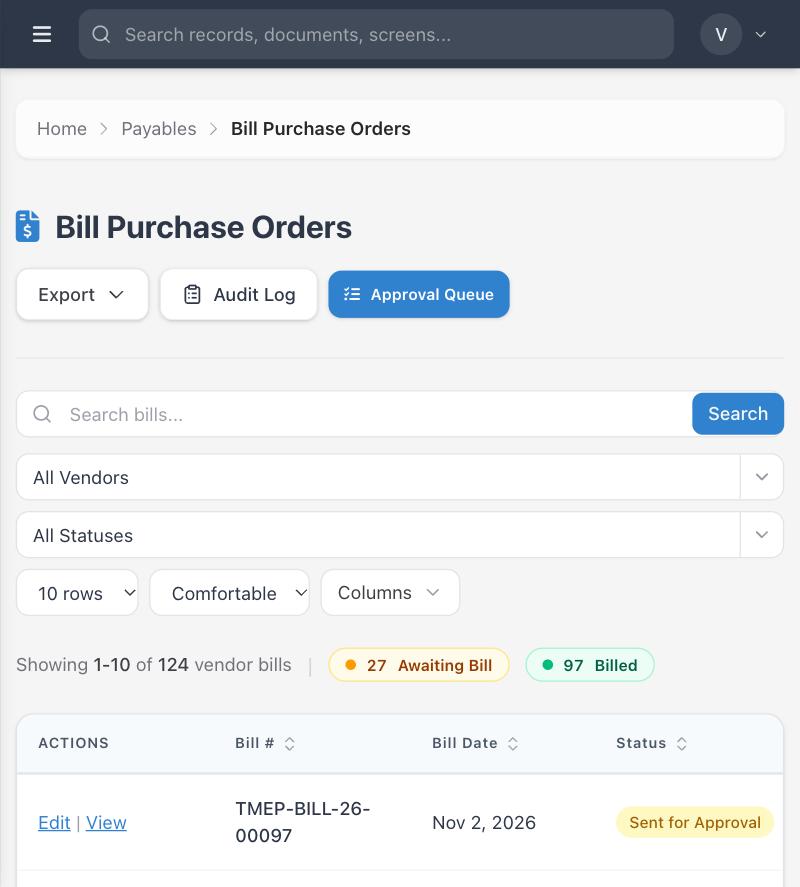 Search records, documents, screens... V
Home > Payables > Bill Purchase Orders
Bill Purchase Orders
Export Audit Log Approval Queue
Search bills... Search
All Vendors
All Statuses
10 rows Comfortable Columns
Showing 1-10 of 124 vendor bills | 27 Awaiting Bill 97 Billed
ACTIONS Bill # Bill Date Status
Edit | View TMEP-BILL-26- Nov 2, 2026 Sent for Approval
00097